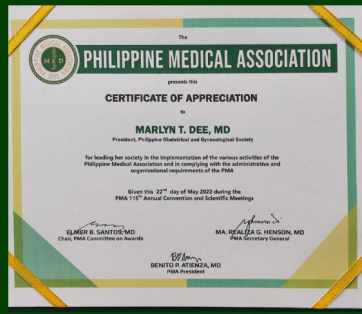 The
PHILIPPINE MEDICAL ASSOCIATION
presents this
CERTIFICATE OF APPRECIATION
to
MARLYN T. DEE, MD
President, Philippine Obstetrical and Gynecological Society
for leading her society in the implementation of the various activities of the
Philippine Medical Association and in complying with the administrative and
organizational requirements of the PMA
Given this 22nd day of May 2022 during the
PMA 115th Annual Convention and Scientific Meetings
ELMER B. SANTOS, MD
Chair, PMA Committee on Awards
MA. REALIZA G. HENSON, MD
PMA Secretary General
BENITO P. ATIENZA, MD
PMA President